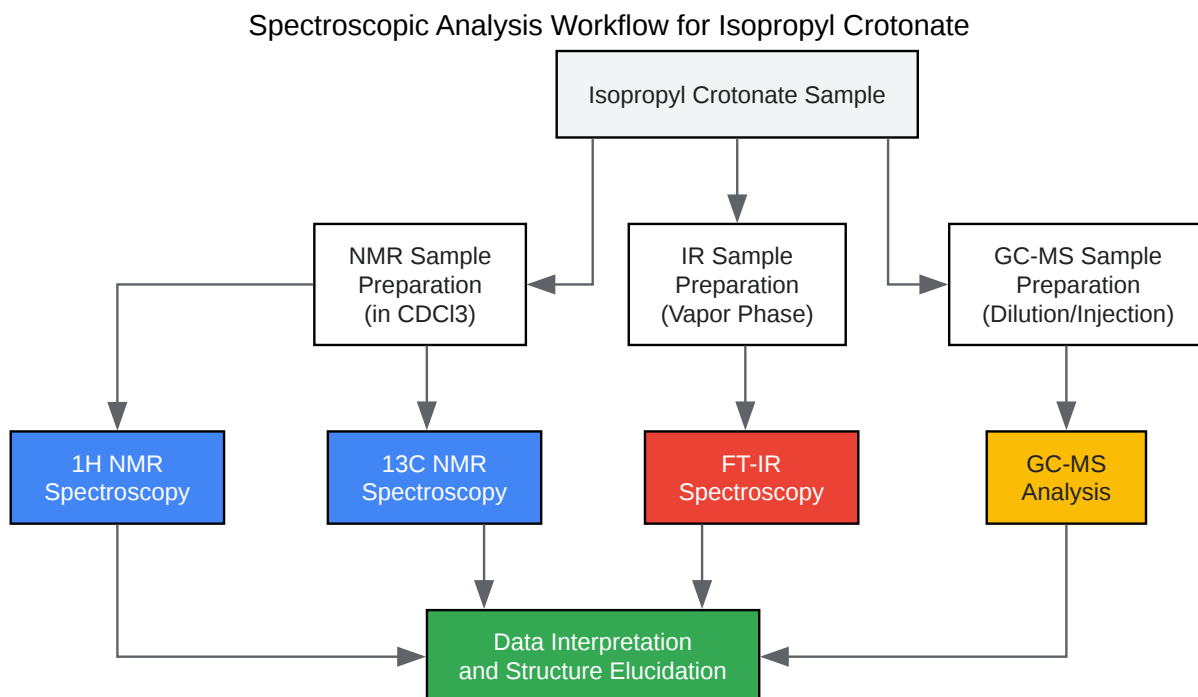 Spectroscopic Analysis Workflow for Isopropyl Crotonate
Isopropyl Crotonate Sample
NMR Sample
Preparation
(in CDCl3)
IR Sample
Preparation
(Vapor Phase)
GC-MS Sample
Preparation
(Dilution/Injection)
1H NMR
Spectroscopy
13C NMR
Spectroscopy
FT-IR
Spectroscopy
GC-MS
Analysis
Data Interpretation
and Structure Elucidation